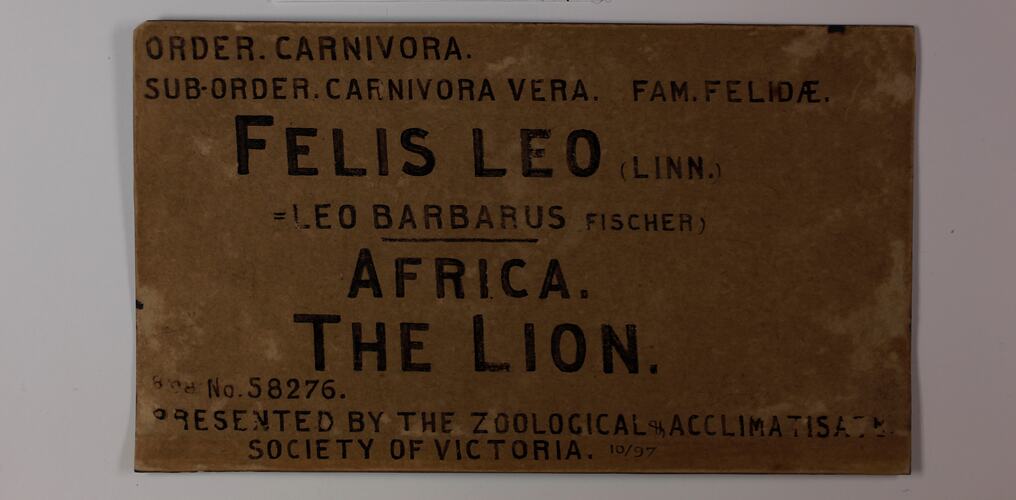 ORDER. CARNIVORA.
SUB-ORDER. CARNIVORA VERA. FAM. FELIDÆ.
FELIS LEO (LINN.)
=LEO BARBARUS FISCHER)
AFRICA.
THE LION.
No. 58276.
PRESENTED BY THE ZOOLOGICAL & ACCLIMATISATN.
SOCIETY OF VICTORIA. 10/97